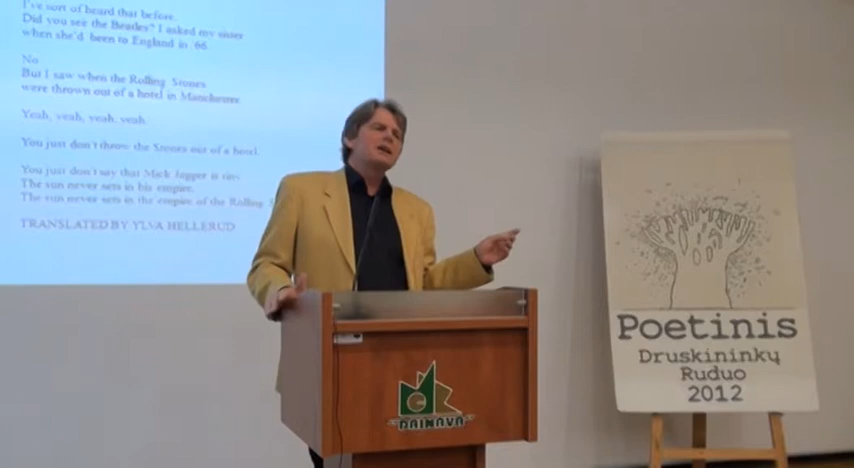 I've sort of heard that before.
Did you see the Beatles? I asked my sister
when she'd been to England in '66
No
But I saw when the Rolling Stones
were thrown out of a hotel in Manchester
Yeah, yeah, yeah, yeah.
You just don't throw the Stones out of a hotel,
You just don't say that Mick Jagger is tiny
The sun never sets in his empire,
The sun never sets in the empire of the Rolling
TRANSLATED BY YLVA HELLERUD
Poetinis
Druskininkų
Ruduo
2012
"DAINAVA"